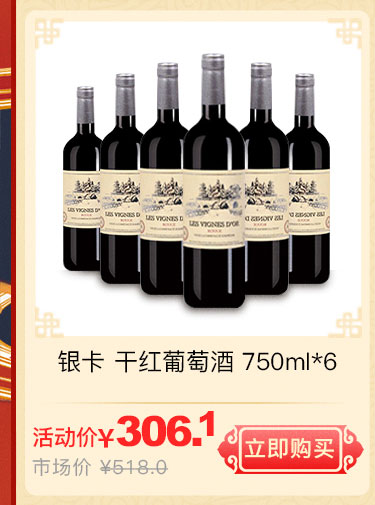 LES VIGNES D'OR
ROUGE
银卡 干红葡萄酒 750ml*6
活动价¥306.1
立即购买
市场价 ¥518.0